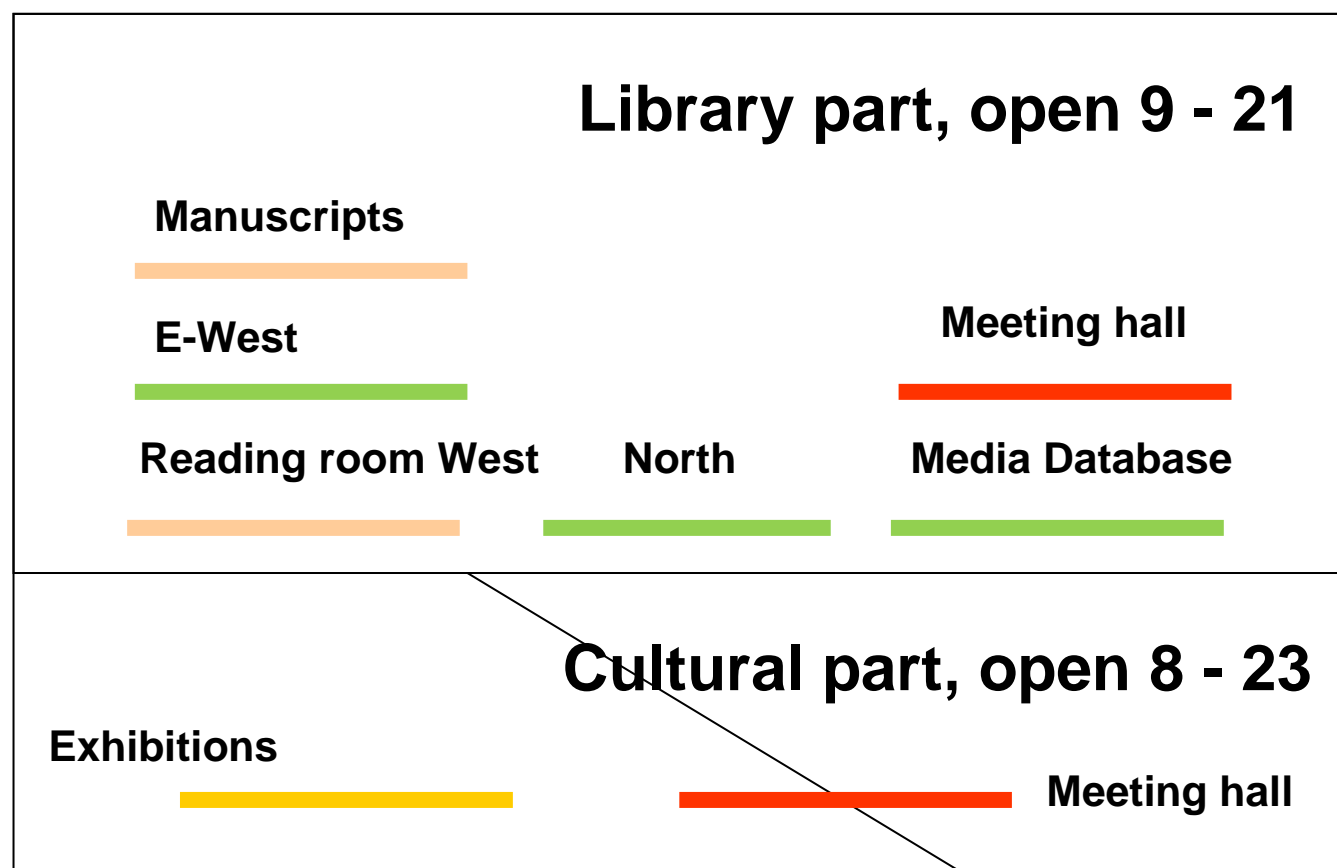 Library part, open 9 - 21
Manuscripts
Meeting hall
E-West
Reading room West
North
Media Database
Cultural part, open 8 - 23
Exhibitions
Meeting hall